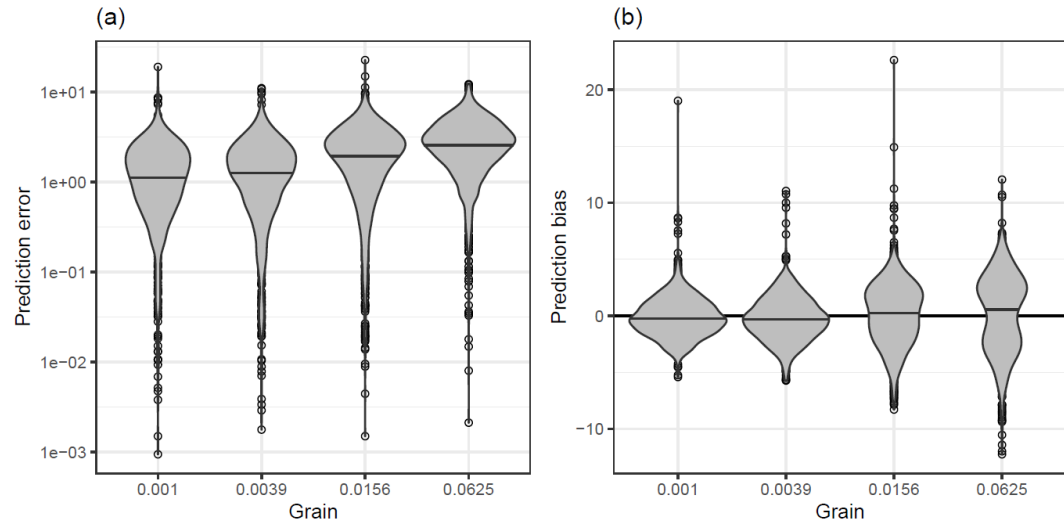 (a)
Prediction error
1e+01
1e+00
1e-01
1e-02
1e-03
0.001 0.0039 0.0156 0.0625
Grain
(b)
Prediction bias
20
10
0
−10
0.001 0.0039 0.0156 0.0625
Grain